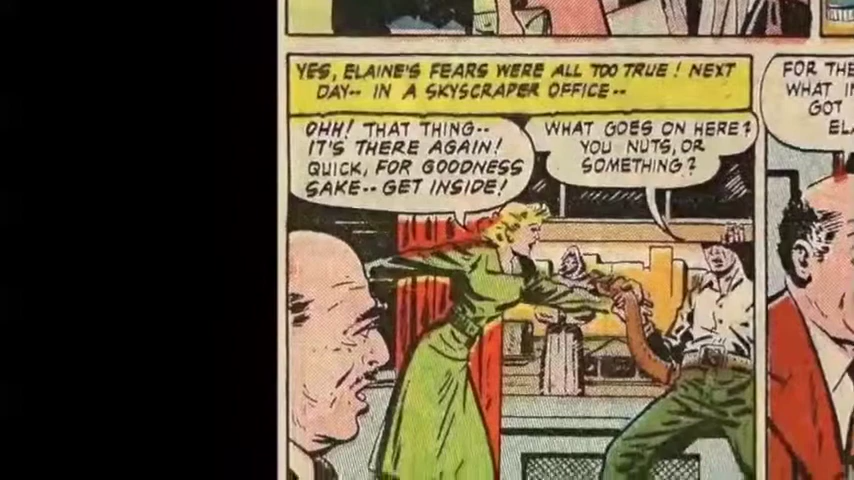 YES, ELAINE'S FEARS WERE ALL TOO TRUE! NEXT
DAY-- IN A SKYSCRAPER OFFICE--
OHH! THAT THING--
IT'S THERE AGAIN!
QUICK, FOR GOODNESS
SAKE-- GET INSIDE!
WHAT GOES ON HERE?
YOU NUTS, OR
SOMETHING?
FOR THE
WHAT
GOT